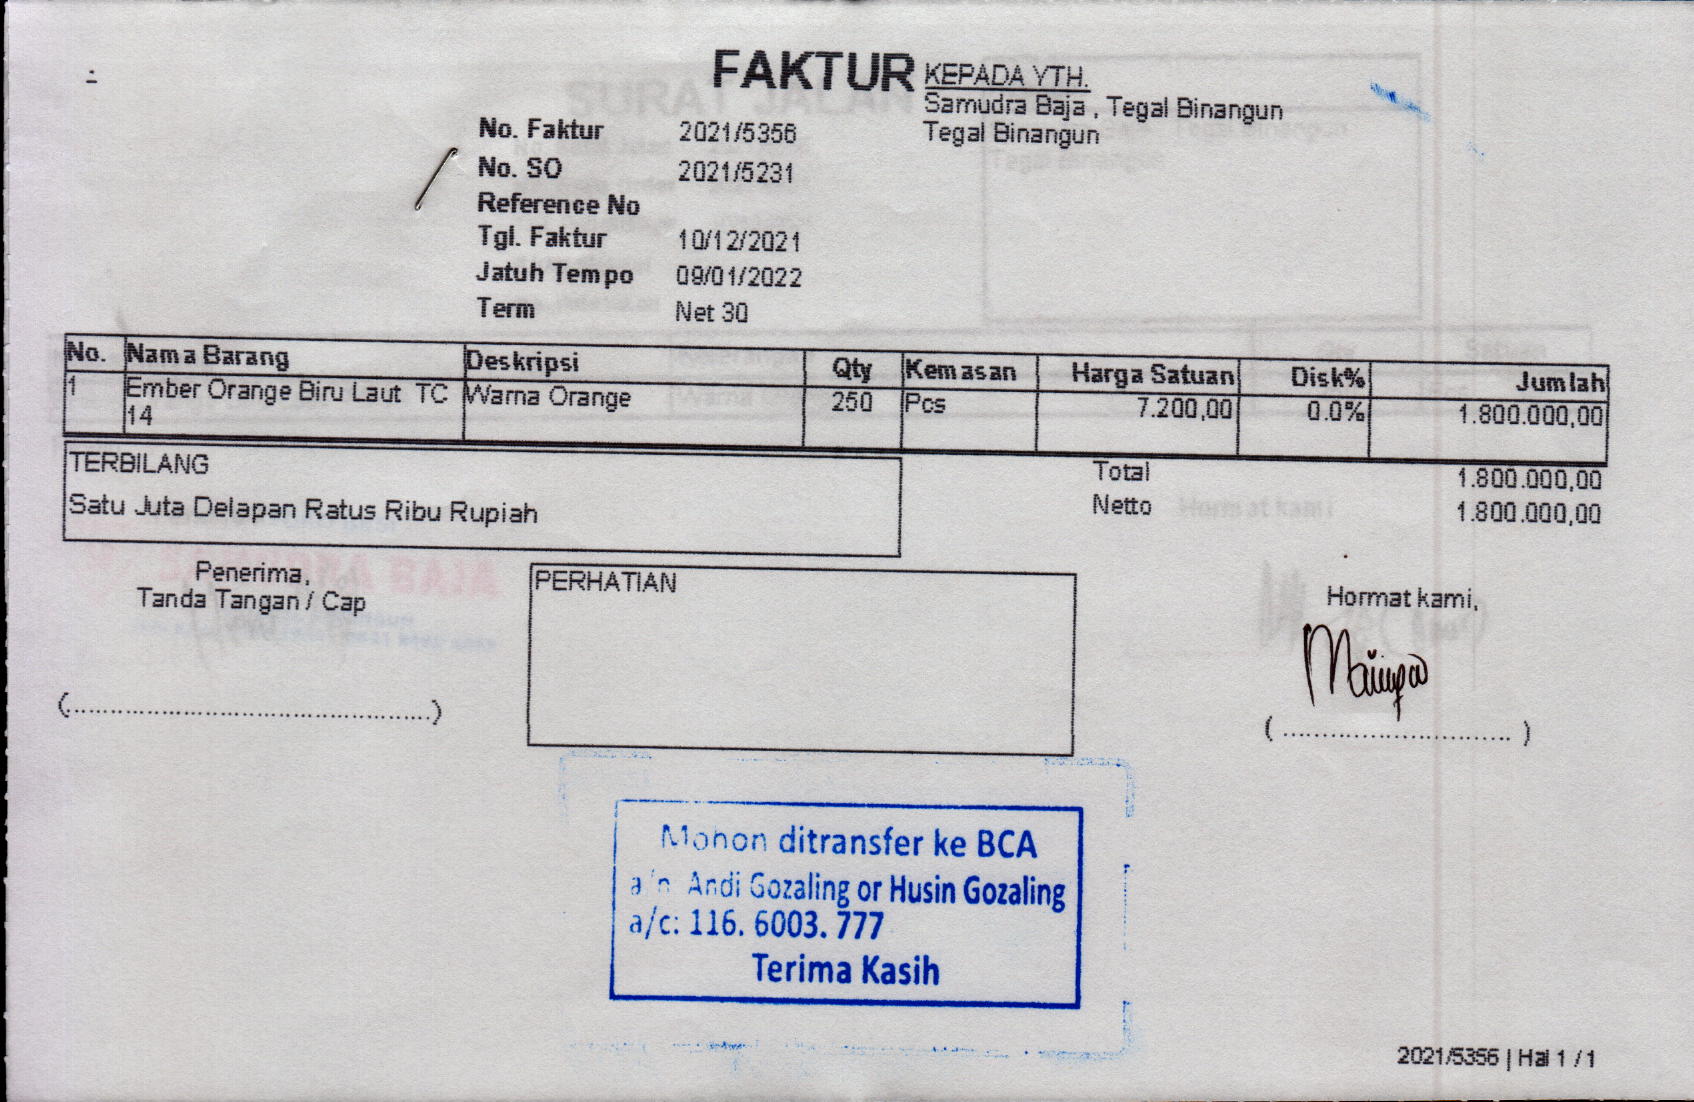 FAKTUR
KEPADA YTH.
Samudra Baja , Tegal Binangun
Tegal Binangun
No. Faktur 2021/5356
No. SO 2021/5231
Reference No
Tgl. Faktur 10/12/2021
Jatuh Tempo 09/01/2022
Term Net 30
No. Nama Barang Deskripsi Qty Kemasan Harga Satuan Disk% Jumlah
1 Ember Orange Biru Laut TC Warna Orange 250 Pcs 7.200,00 0.0% 1.800.000,00
14
TERBILANG
Satu Juta Delapan Ratus Ribu Rupiah
Total 1.800.000,00
Netto 1.800.000,00
Penerima,
Tanda Tangan / Cap
(..................................................)
PERHATIAN
Hormat kami,
( ............................... )
Mohon ditransfer ke BCA
a/n Andi Gozaling or Husin Gozaling
a/c: 116. 6003. 777
Terima Kasih
2021/5356 | Hal 1 / 1